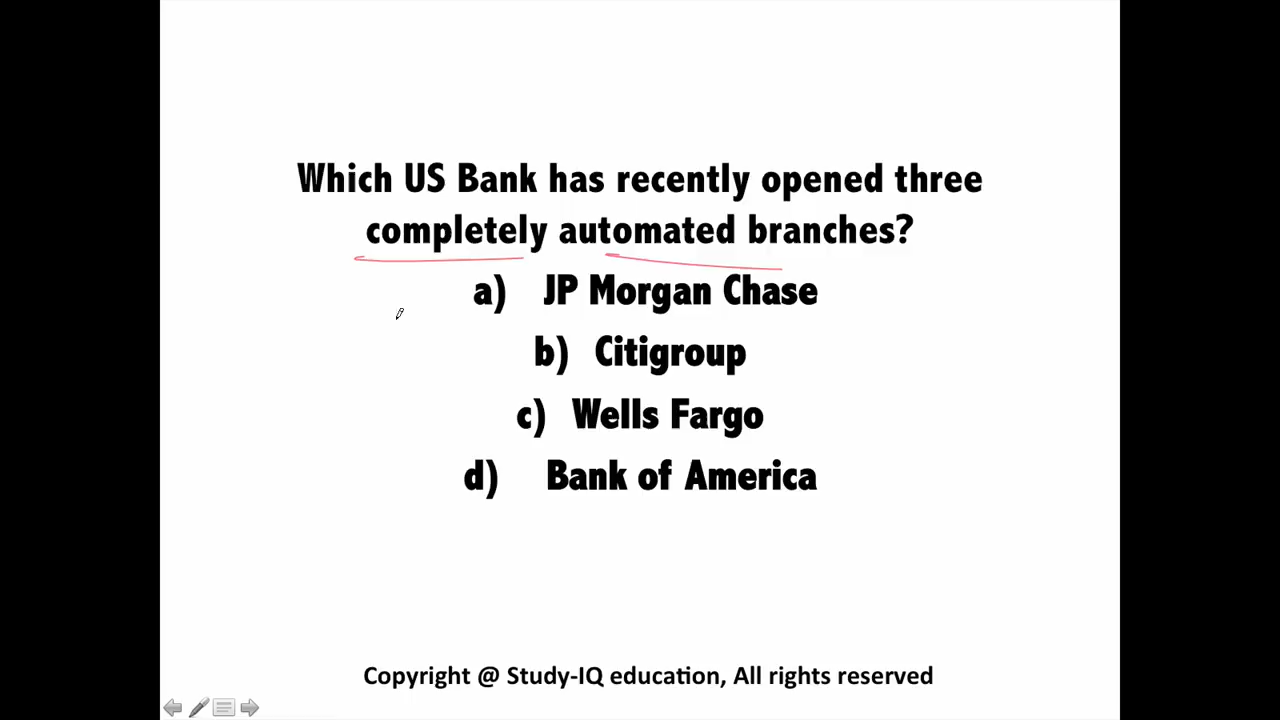 Which US Bank has recently opened three
completely automated branches?
a) JP Morgan Chase
b) Citigroup
c) Wells Fargo
d) Bank of America
Copyright @ Study-IQ education, All rights reserved